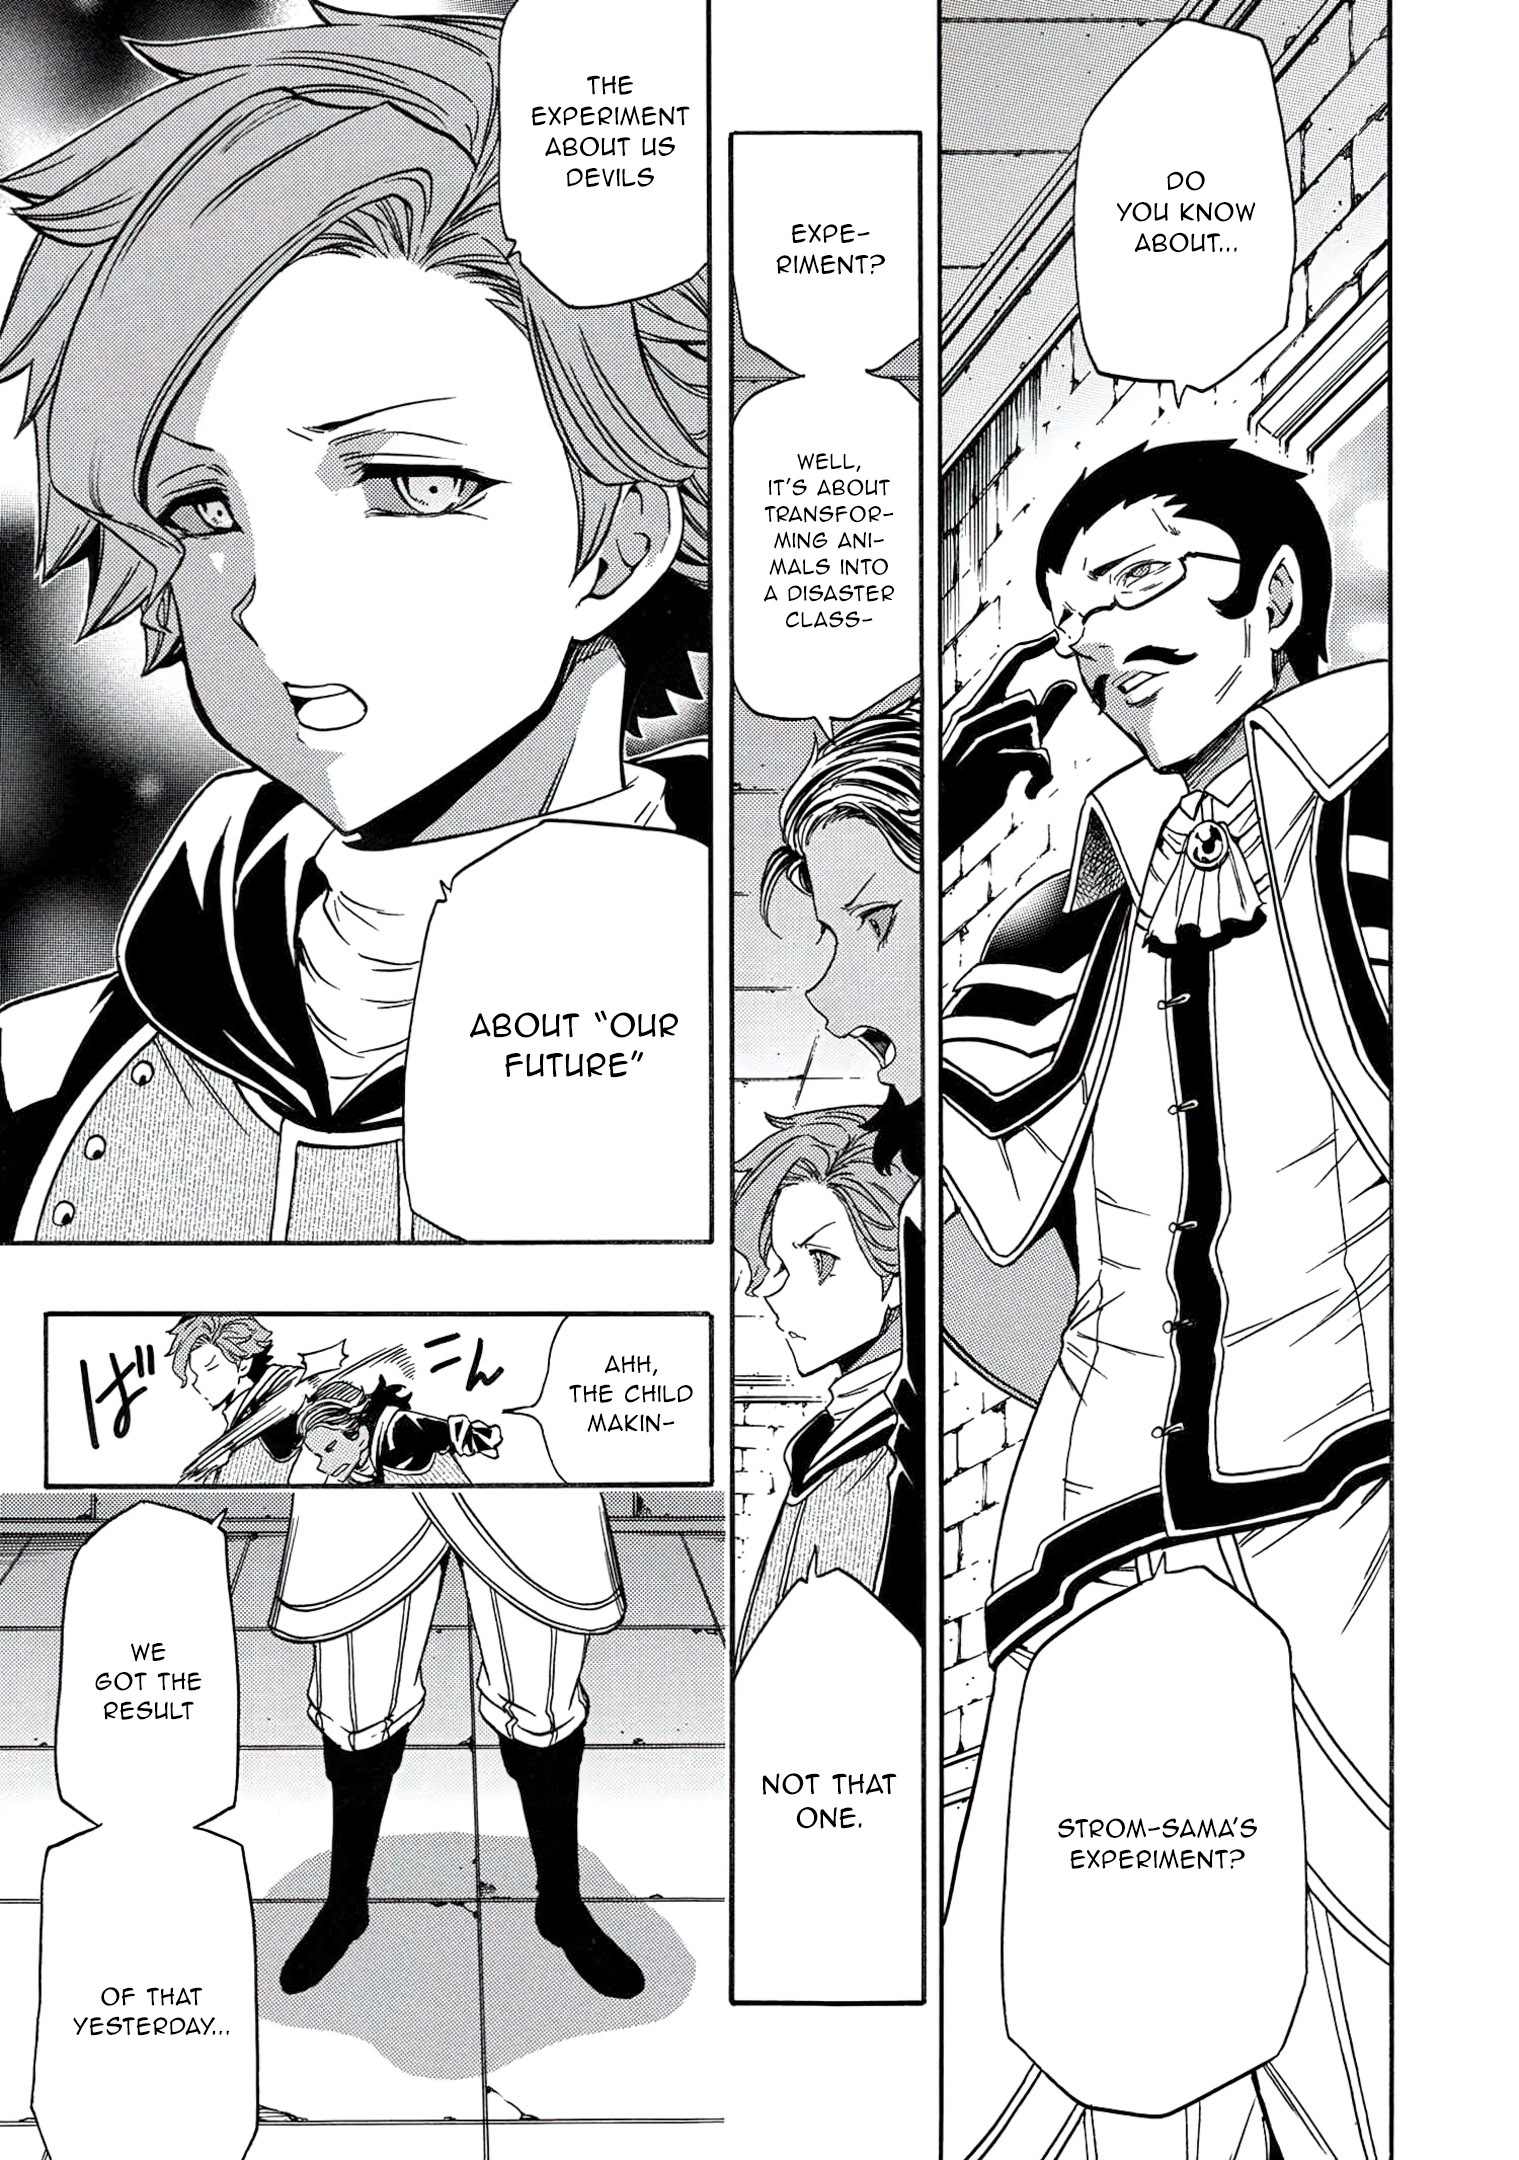 DO
YOU KNOW
ABOUT...
STROM-SAMA'S
EXPERIMENT?
EXPE-
RIMENT?
WELL,
IT'S ABOUT
TRANSFOR-
MING ANI-
MALS INTO
A DISASTER
CLASS-
NOT THAT
ONE.
THE
EXPERIMENT
ABOUT US
DEVILS
ABOUT "OUR
FUTURE"
AHH,
THE CHILD
MAKIN-
ばこん
WE
GOT THE
RESULT
OF THAT
YESTERDAY...